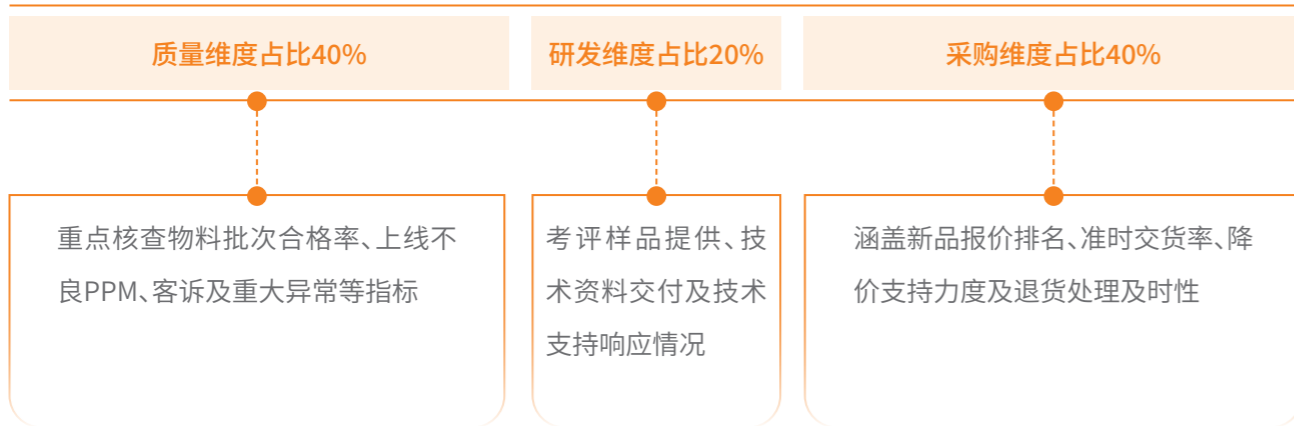 质量维度占比40%
研发维度占比20%
采购维度占比40%
重点核查物料批次合格率、上线不
良PPM、客诉及重大异常等指标
考评样品提供、技
术资料交付及技术
支持响应情况
涵盖新品报价排名、准时交货率、降
价支持力度及退货处理及时性